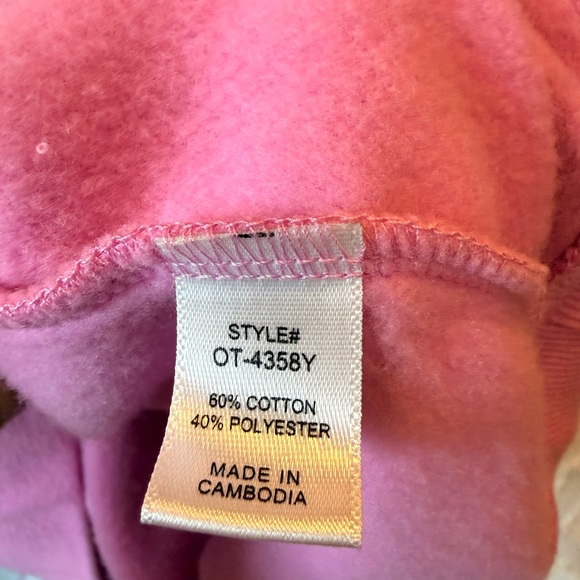 STYLE#
OT-4358Y
60% COTTON
40% POLYESTER
MADE IN
CAMBODIA